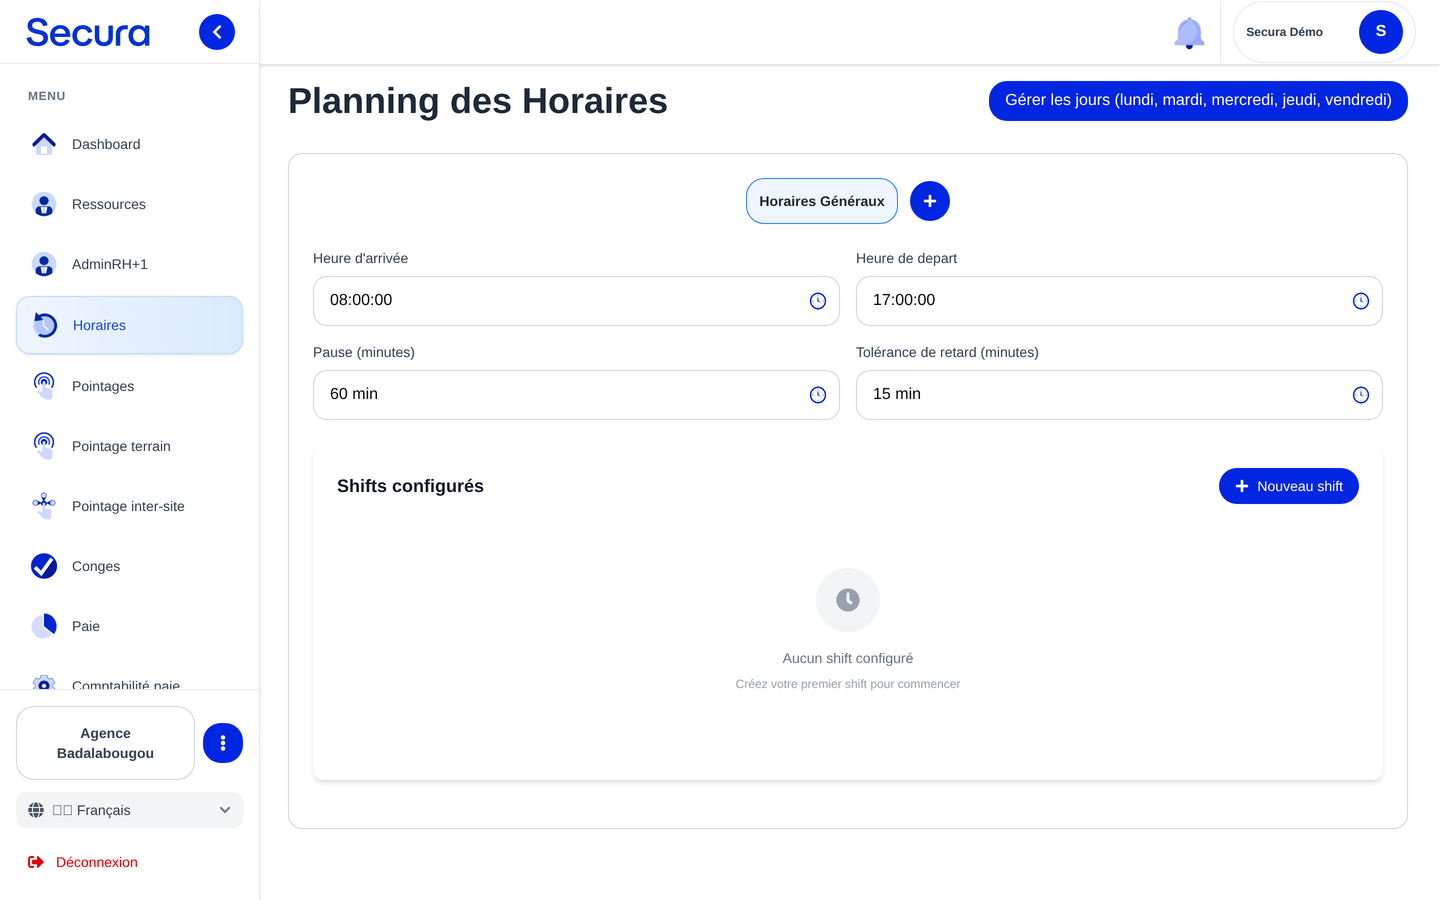 Secura
Secura Démo
S
MENU
Dashboard
Ressources
AdminRH+1
Horaires
Pointages
Pointage terrain
Pointage inter-site
Conges
Paie
Comptabilité paie
Agence
Badalabougou
Français
Déconnexion
Planning des Horaires
Gérer les jours (lundi, mardi, mercredi, jeudi, vendredi)
Horaires Généraux
Heure d'arrivée
Heure de depart
08:00:00
17:00:00
Pause (minutes)
Tolérance de retard (minutes)
60 min
15 min
Shifts configurés
Nouveau shift
Aucun shift configuré
Créez votre premier shift pour commencer